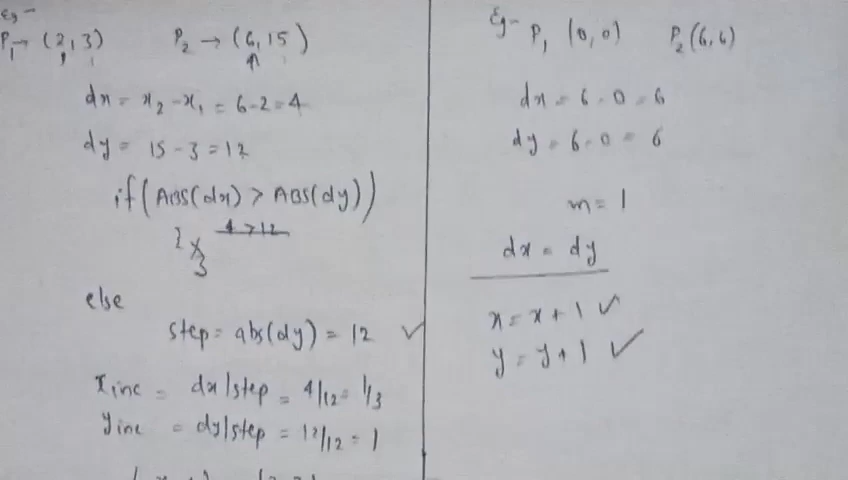 Eg-
P₁→ (2,3) P₂ → (6,15)
dx = x₂ - x₁ = 6-2 = 4
dy = 15 - 3 = 12
if(ABS(dx) > ABS(dy))
{ 4 > 12
}
else
step = abs(dy) = 12 ✓
xinc = dx/step = 4/12 = 1/3
yinc = dy/step = 12/12 = 1
Eg- P₁ (0,0) P₂(6,6)
dx = 6 - 0 = 6
dy = 6 - 0 = 6
m = 1
dx = dy
x = x + 1 ✓
y = y + 1 ✓